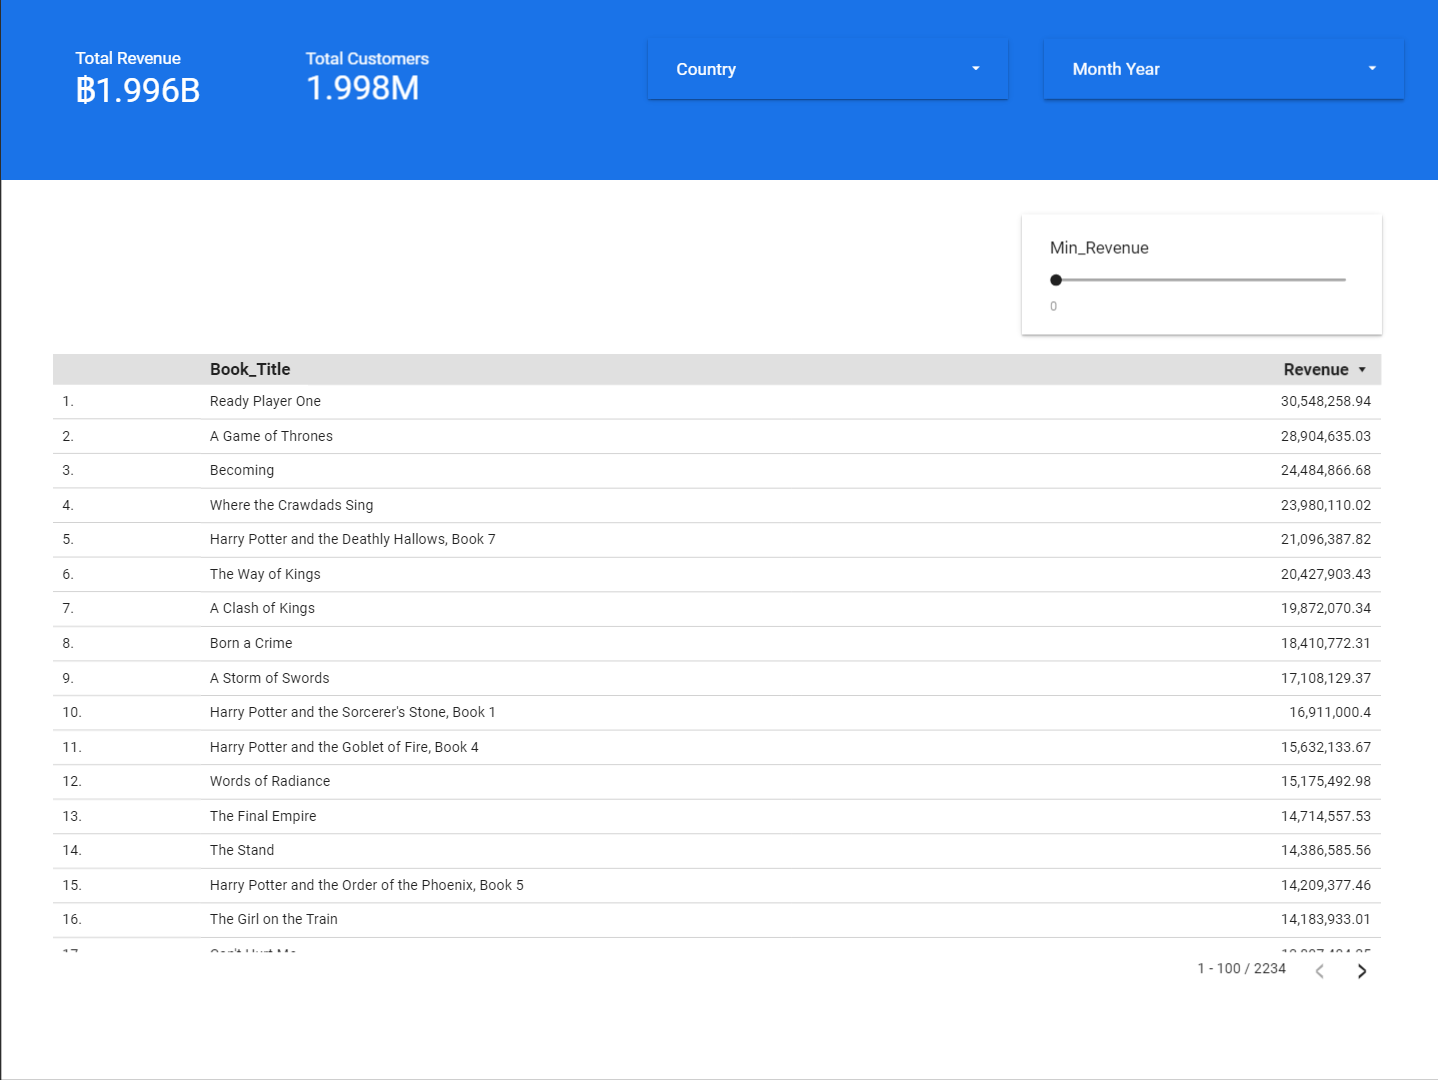 Total Revenue
฿1.996B
Total Customers
1.998M
Country
Month Year
Min_Revenue
0
Book_Title Revenue
1. Ready Player One 30,548,258.94
2. A Game of Thrones 28,904,635.03
3. Becoming 24,484,866.68
4. Where the Crawdads Sing 23,980,110.02
5. Harry Potter and the Deathly Hallows, Book 7 21,096,387.82
6. The Way of Kings 20,427,903.43
7. A Clash of Kings 19,872,070.34
8. Born a Crime 18,410,772.31
9. A Storm of Swords 17,108,129.37
10. Harry Potter and the Sorcerer's Stone, Book 1 16,911,000.4
11. Harry Potter and the Goblet of Fire, Book 4 15,632,133.67
12. Words of Radiance 15,175,492.98
13. The Final Empire 14,714,557.53
14. The Stand 14,386,585.56
15. Harry Potter and the Order of the Phoenix, Book 5 14,209,377.46
16. The Girl on the Train 14,183,933.01
17. Can't Hurt Me
1 - 100 / 2234